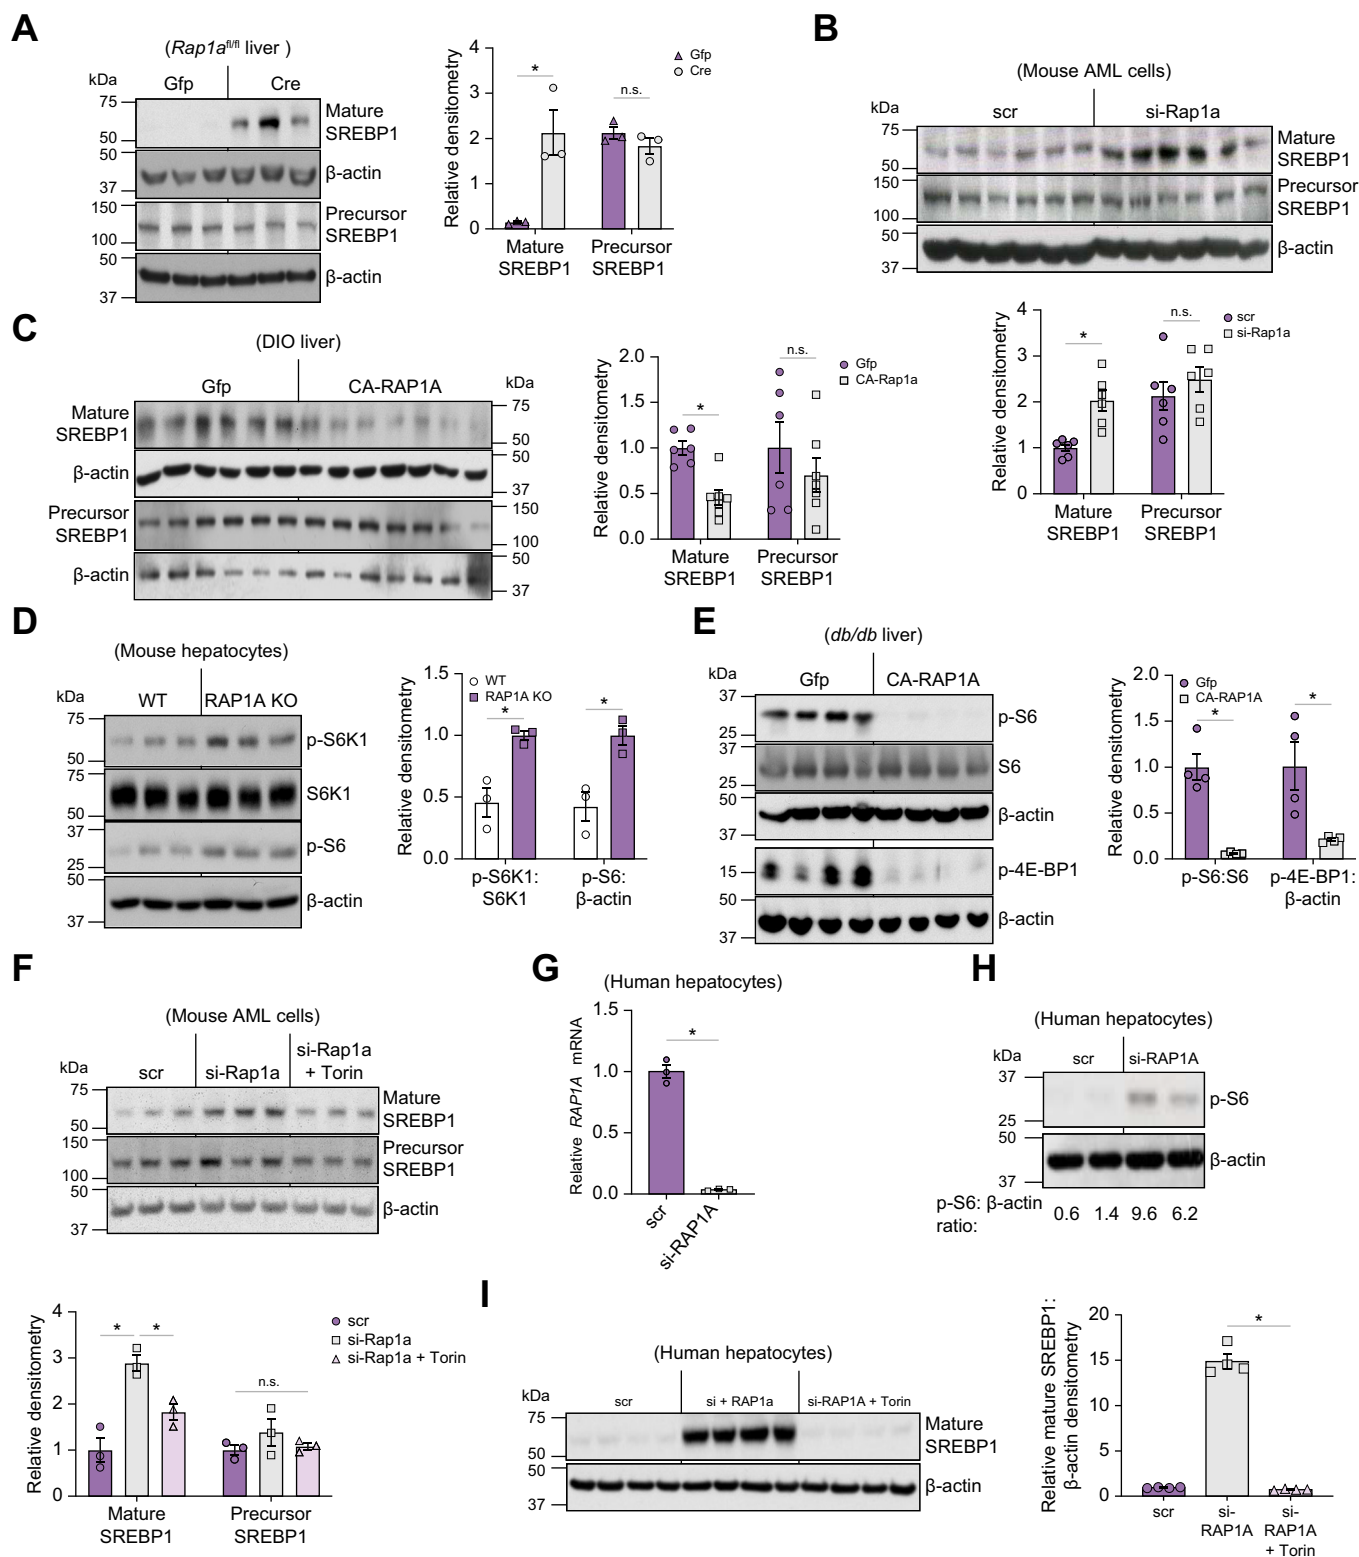 A
(Rap1afl/fl liver )
kDa
Gfp
Cre
75
50
Mature
SREBP1
50
37
β-actin
150
100
Precursor
SREBP1
50
37
β-actin
Relative densitometry
4
3
2
1
0
*
n.s.
Gfp
Cre
Mature
SREBP1
Precursor
SREBP1
B
(Mouse AML cells)
kDa
scr
si-Rap1a
75
50
Mature
SREBP1
150
100
Precursor
SREBP1
50
37
β-actin
Relative densitometry
4
3
2
1
0
*
n.s.
scr
si-Rap1a
Mature
SREBP1
Precursor
SREBP1
C
(DIO liver)
Gfp
CA-RAP1A
kDa
Mature
SREBP1
75
50
β-actin
50
37
Precursor
SREBP1
150
100
β-actin
50
37
Relative densitometry
2.0
1.5
1.0
0.5
0.0
*
n.s.
Gfp
CA-Rap1a
Mature
SREBP1
Precursor
SREBP1
D
(Mouse hepatocytes)
kDa
WT
RAP1A KO
75
50
p-S6K1
75
50
S6K1
37
25
p-S6
50
37
β-actin
Relative densitometry
1.5
1.0
0.5
0.0
WT
RAP1A KO
*
*
p-S6K1:
S6K1
p-S6:
β-actin
E
(db/db liver)
kDa
Gfp
CA-RAP1A
37
25
p-S6
37
25
S6
50
37
β-actin
15
p-4E-BP1
50
37
β-actin
Relative densitometry
2.0
1.5
1.0
0.5
0.0
Gfp
CA-RAP1A
*
*
p-S6:S6
p-4E-BP1:
β-actin
F
(Mouse AML cells)
kDa
scr
si-Rap1a
si-Rap1a
+ Torin
75
50
Mature
SREBP1
150
100
Precursor
SREBP1
50
37
β-actin
Relative densitometry
4
3
2
1
0
*
*
n.s.
scr
si-Rap1a
si-Rap1a + Torin
Mature
SREBP1
Precursor
SREBP1
G
(Human hepatocytes)
Relative RAP1A mRNA
1.5
1.0
0.5
0.0
*
scr
si-RAP1A
H
(Human hepatocytes)
kDa
scr
si-RAP1A
37
25
p-S6
50
37
β-actin
p-S6: β-actin
ratio:
0.6 1.4 9.6 6.2
I
(Human hepatocytes)
kDa
scr
si + RAP1a
si-RAP1A + Torin
75
50
Mature
SREBP1
50
37
β-actin
Relative mature SREBP1:
β-actin densitometry
20
15
10
5
0
*
scr
si-
RAP1A
si-
RAP1A
+ Torin